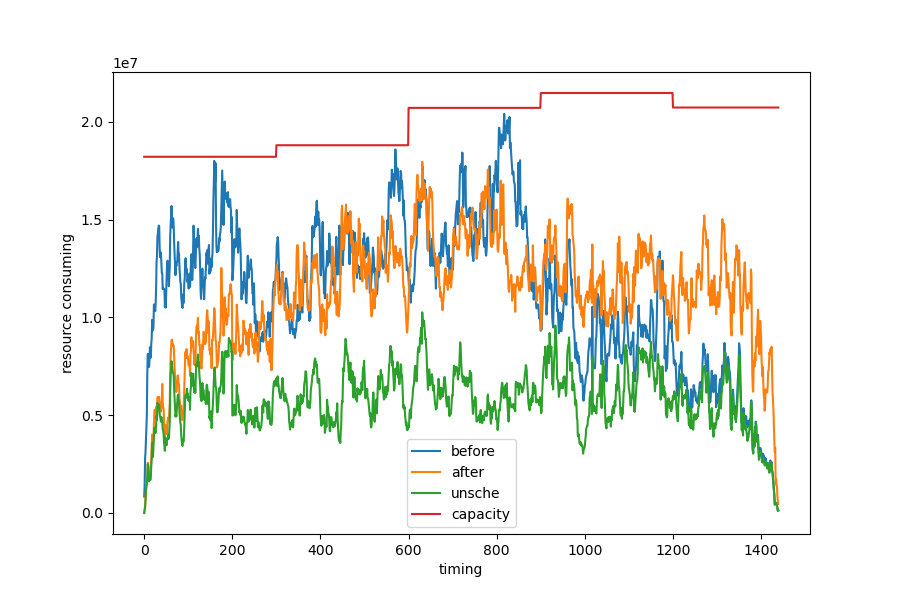 1e7
2.0
1.5
1.0
0.5
0.0
resource consuming
0 200 400 600 800 1000 1200 1400
timing
before
after
unsche
capacity